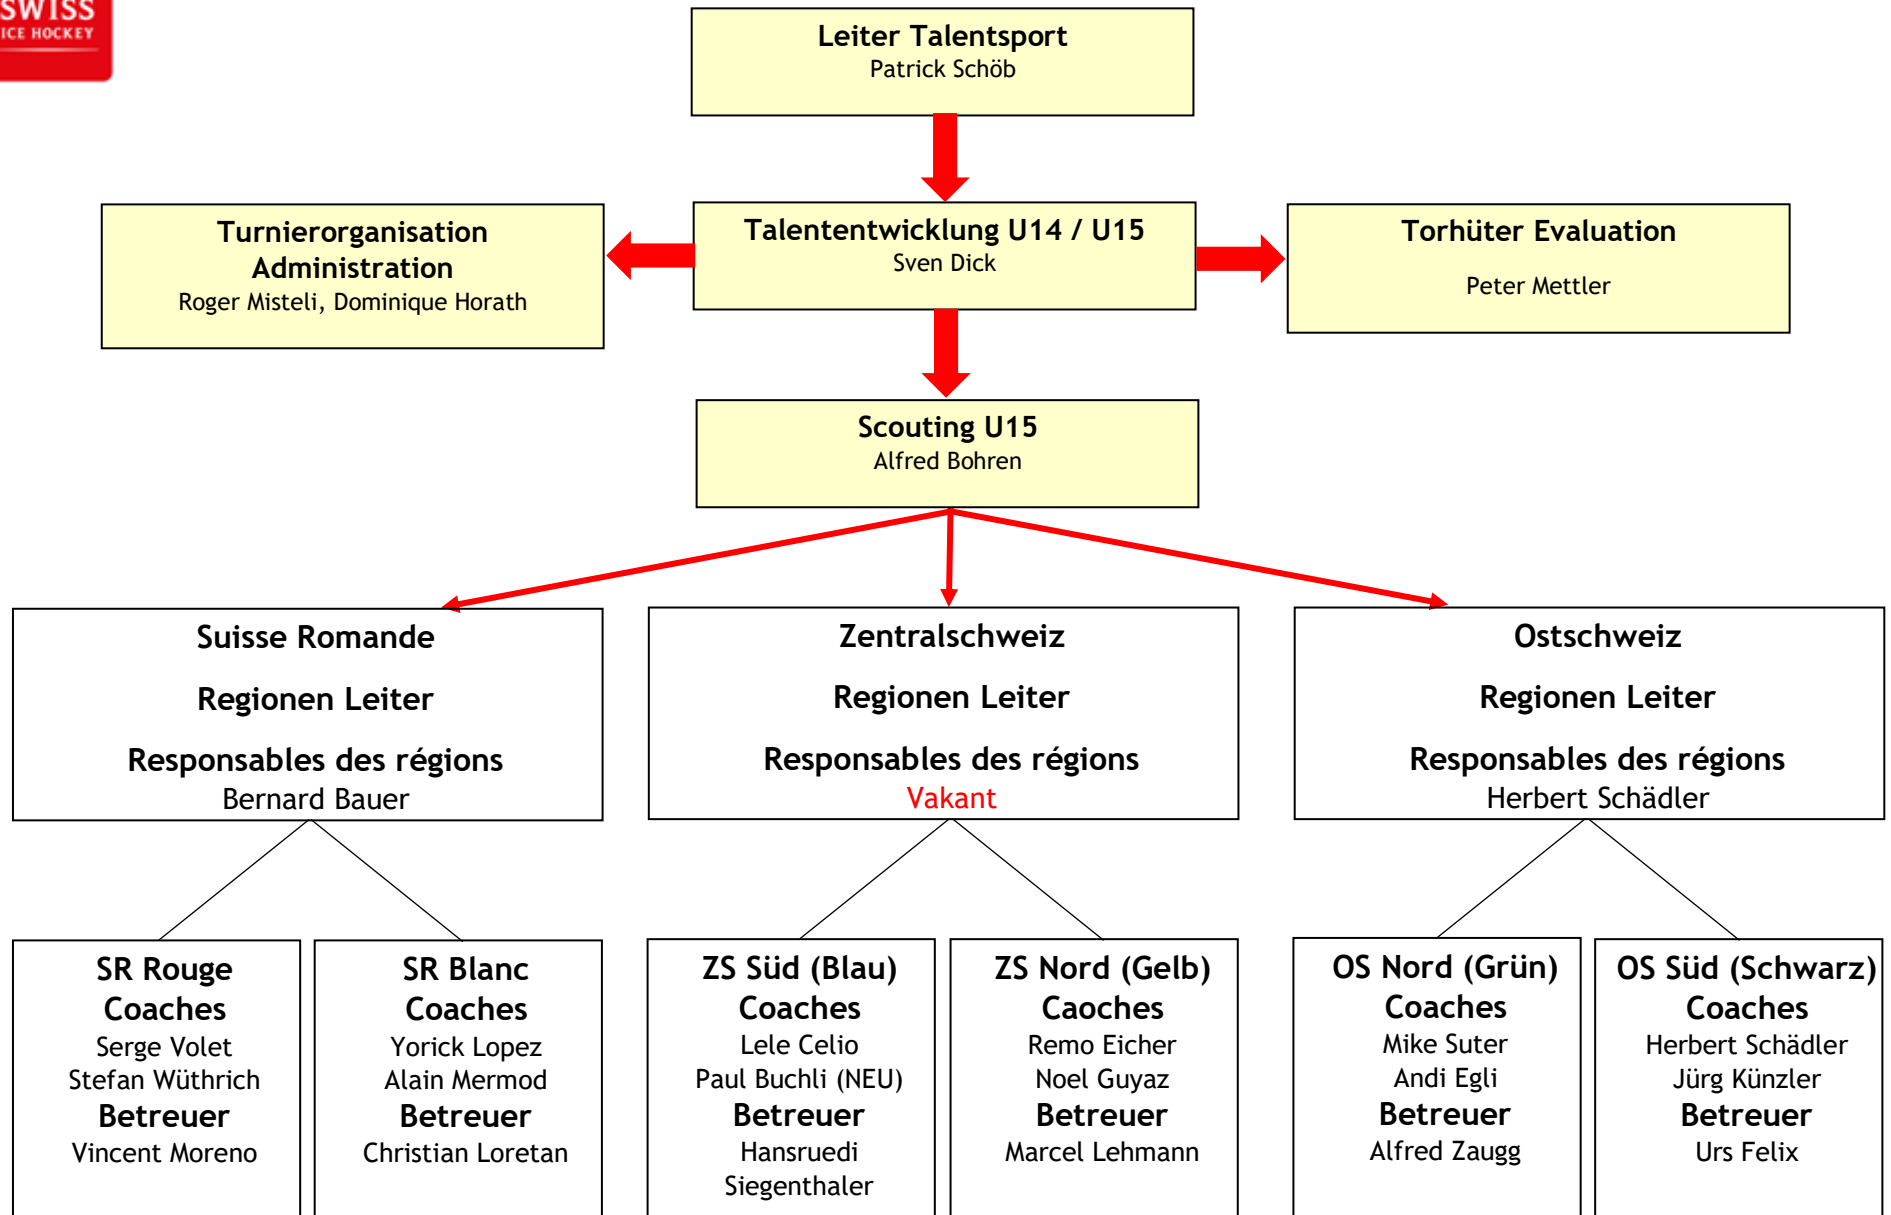 SWISS
ICE HOCKEY
Leiter Talentsport
Patrick Schöb
Turnierorganisation
Administration
Roger Misteli, Dominique Horath
Talententwicklung U14 / U15
Sven Dick
Torhüter Evaluation
Peter Mettler
Scouting U15
Alfred Bohren
Suisse Romande
Regionen Leiter
Responsables des régions
Bernard Bauer
Zentralschweiz
Regionen Leiter
Responsables des régions
Vakant
Ostschweiz
Regionen Leiter
Responsables des régions
Herbert Schädler
SR Rouge
Coaches
Serge Volet
Stefan Wüthrich
Betreuer
Vincent Moreno
SR Blanc
Coaches
Yorick Lopez
Alain Mermod
Betreuer
Christian Loretan
ZS Süd (Blau)
Coaches
Lele Celio
Paul Buchli (NEU)
Betreuer
Hansruedi
Siegenthaler
ZS Nord (Gelb)
Caoches
Remo Eicher
Noel Guyaz
Betreuer
Marcel Lehmann
OS Nord (Grün)
Coaches
Mike Suter
Andi Egli
Betreuer
Alfred Zaugg
OS Süd (Schwarz)
Coaches
Herbert Schädler
Jürg Künzler
Betreuer
Urs Felix